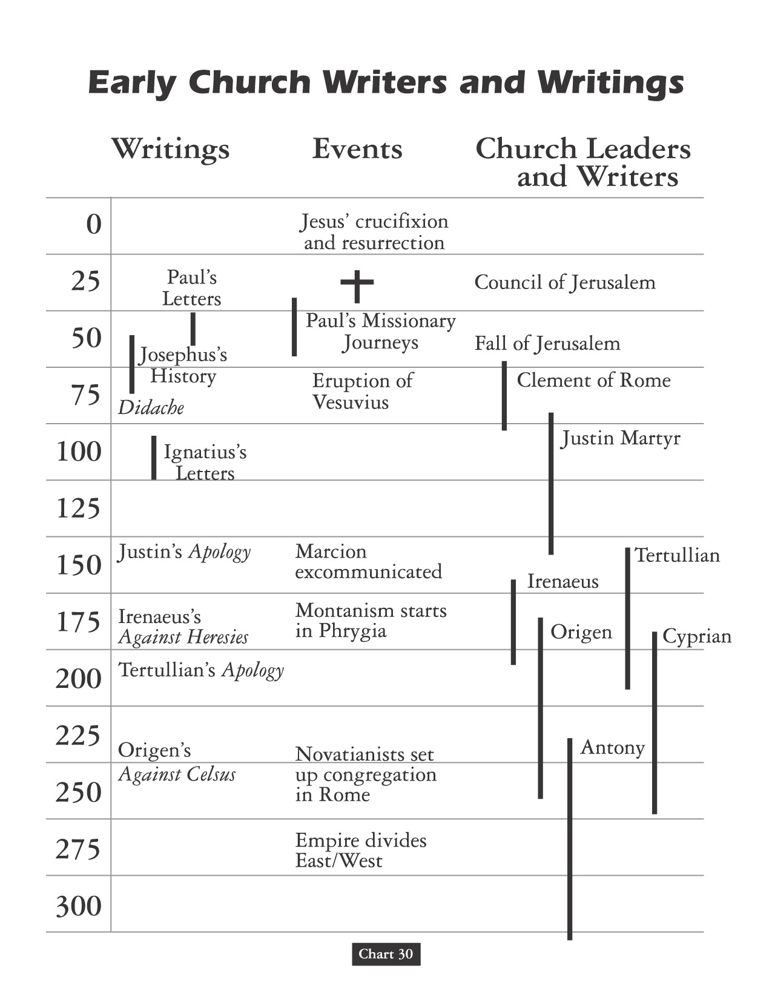 Early Church Writers and Writings
Writings
Events
Church Leaders
and Writers
0
Jesus’ crucifixion
and resurrection
25
Paul’s
Letters
Council of Jerusalem
50
Paul’s Missionary
Journeys
Fall of Jerusalem
Josephus’s
History
75
Eruption of
Vesuvius
Clement of Rome
Didache
100
Justin Martyr
Ignatius’s
Letters
125
150
Justin’s Apology
Marcion
excommunicated
Tertullian
Irenaeus
175
Irenaeus’s
Against Heresies
Montanism starts
in Phrygia
Origen
Cyprian
200
Tertullian’s Apology
225
Origen’s
Against Celsus
Novatianists set
up congregation
in Rome
Antony
250
275
Empire divides
East/West
300
Chart 30